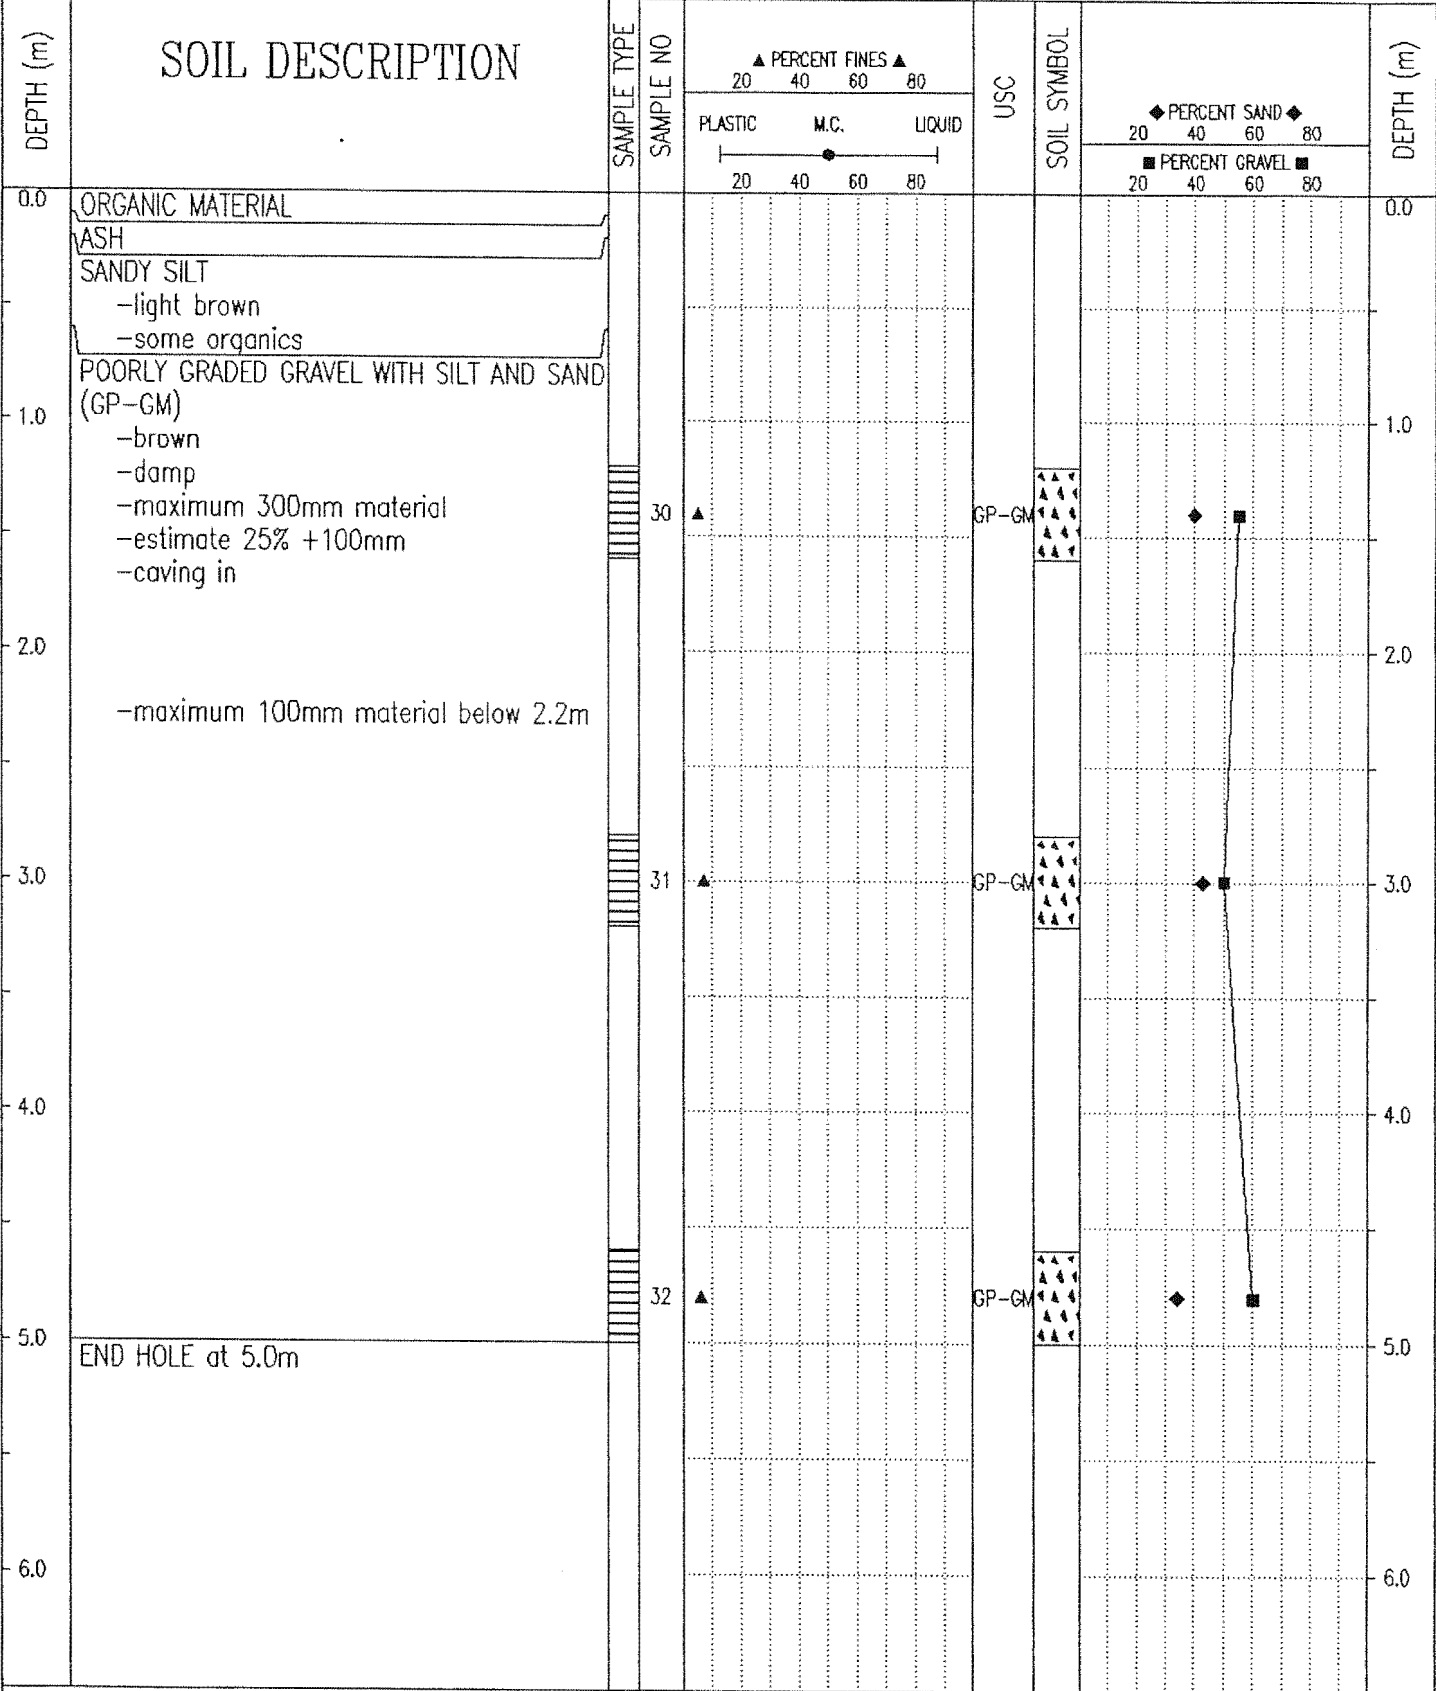 DEPTH (m)
SOIL DESCRIPTION
SAMPLE TYPE
SAMPLE NO
▲ PERCENT FINES ▲
20 40 60 80
PLASTIC M.C. LIQUID
20 40 60 80
USC
SOIL SYMBOL
◆ PERCENT SAND ◆
20 40 60 80
■ PERCENT GRAVEL ■
20 40 60 80
DEPTH (m)
0.0
ORGANIC MATERIAL
0.0
ASH
SANDY SILT
-light brown
-some organics
POORLY GRADED GRAVEL WITH SILT AND SAND
(GP-GM)
1.0
1.0
-brown
-damp
-maximum 300mm material
30
GP-GM
-estimate 25% +100mm
-caving in
2.0
2.0
-maximum 100mm material below 2.2m
3.0
31
GP-GM
3.0
4.0
4.0
32
GP-GM
5.0
5.0
END HOLE at 5.0m
6.0
6.0